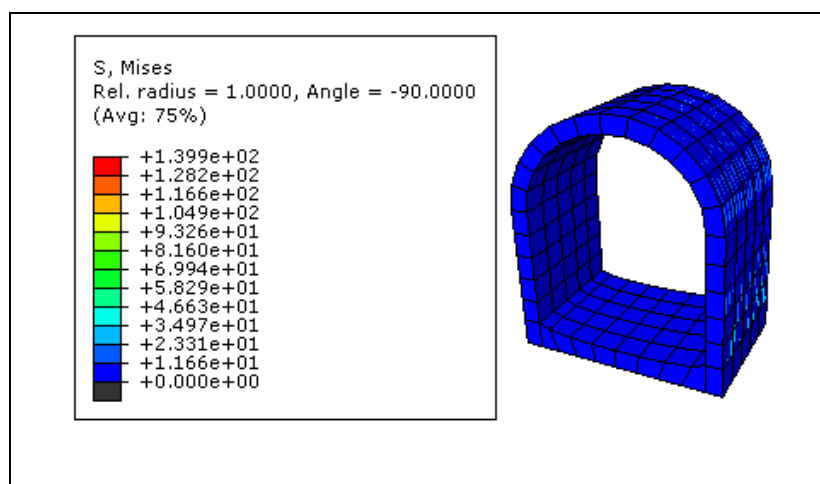 S, Mises
Rel. radius = 1.0000, Angle = -90.0000
(Avg: 75%)
+1.399e+02
+1.282e+02
+1.166e+02
+1.049e+02
+9.326e+01
+8.160e+01
+6.994e+01
+5.829e+01
+4.663e+01
+3.497e+01
+2.331e+01
+1.166e+01
+0.000e+00